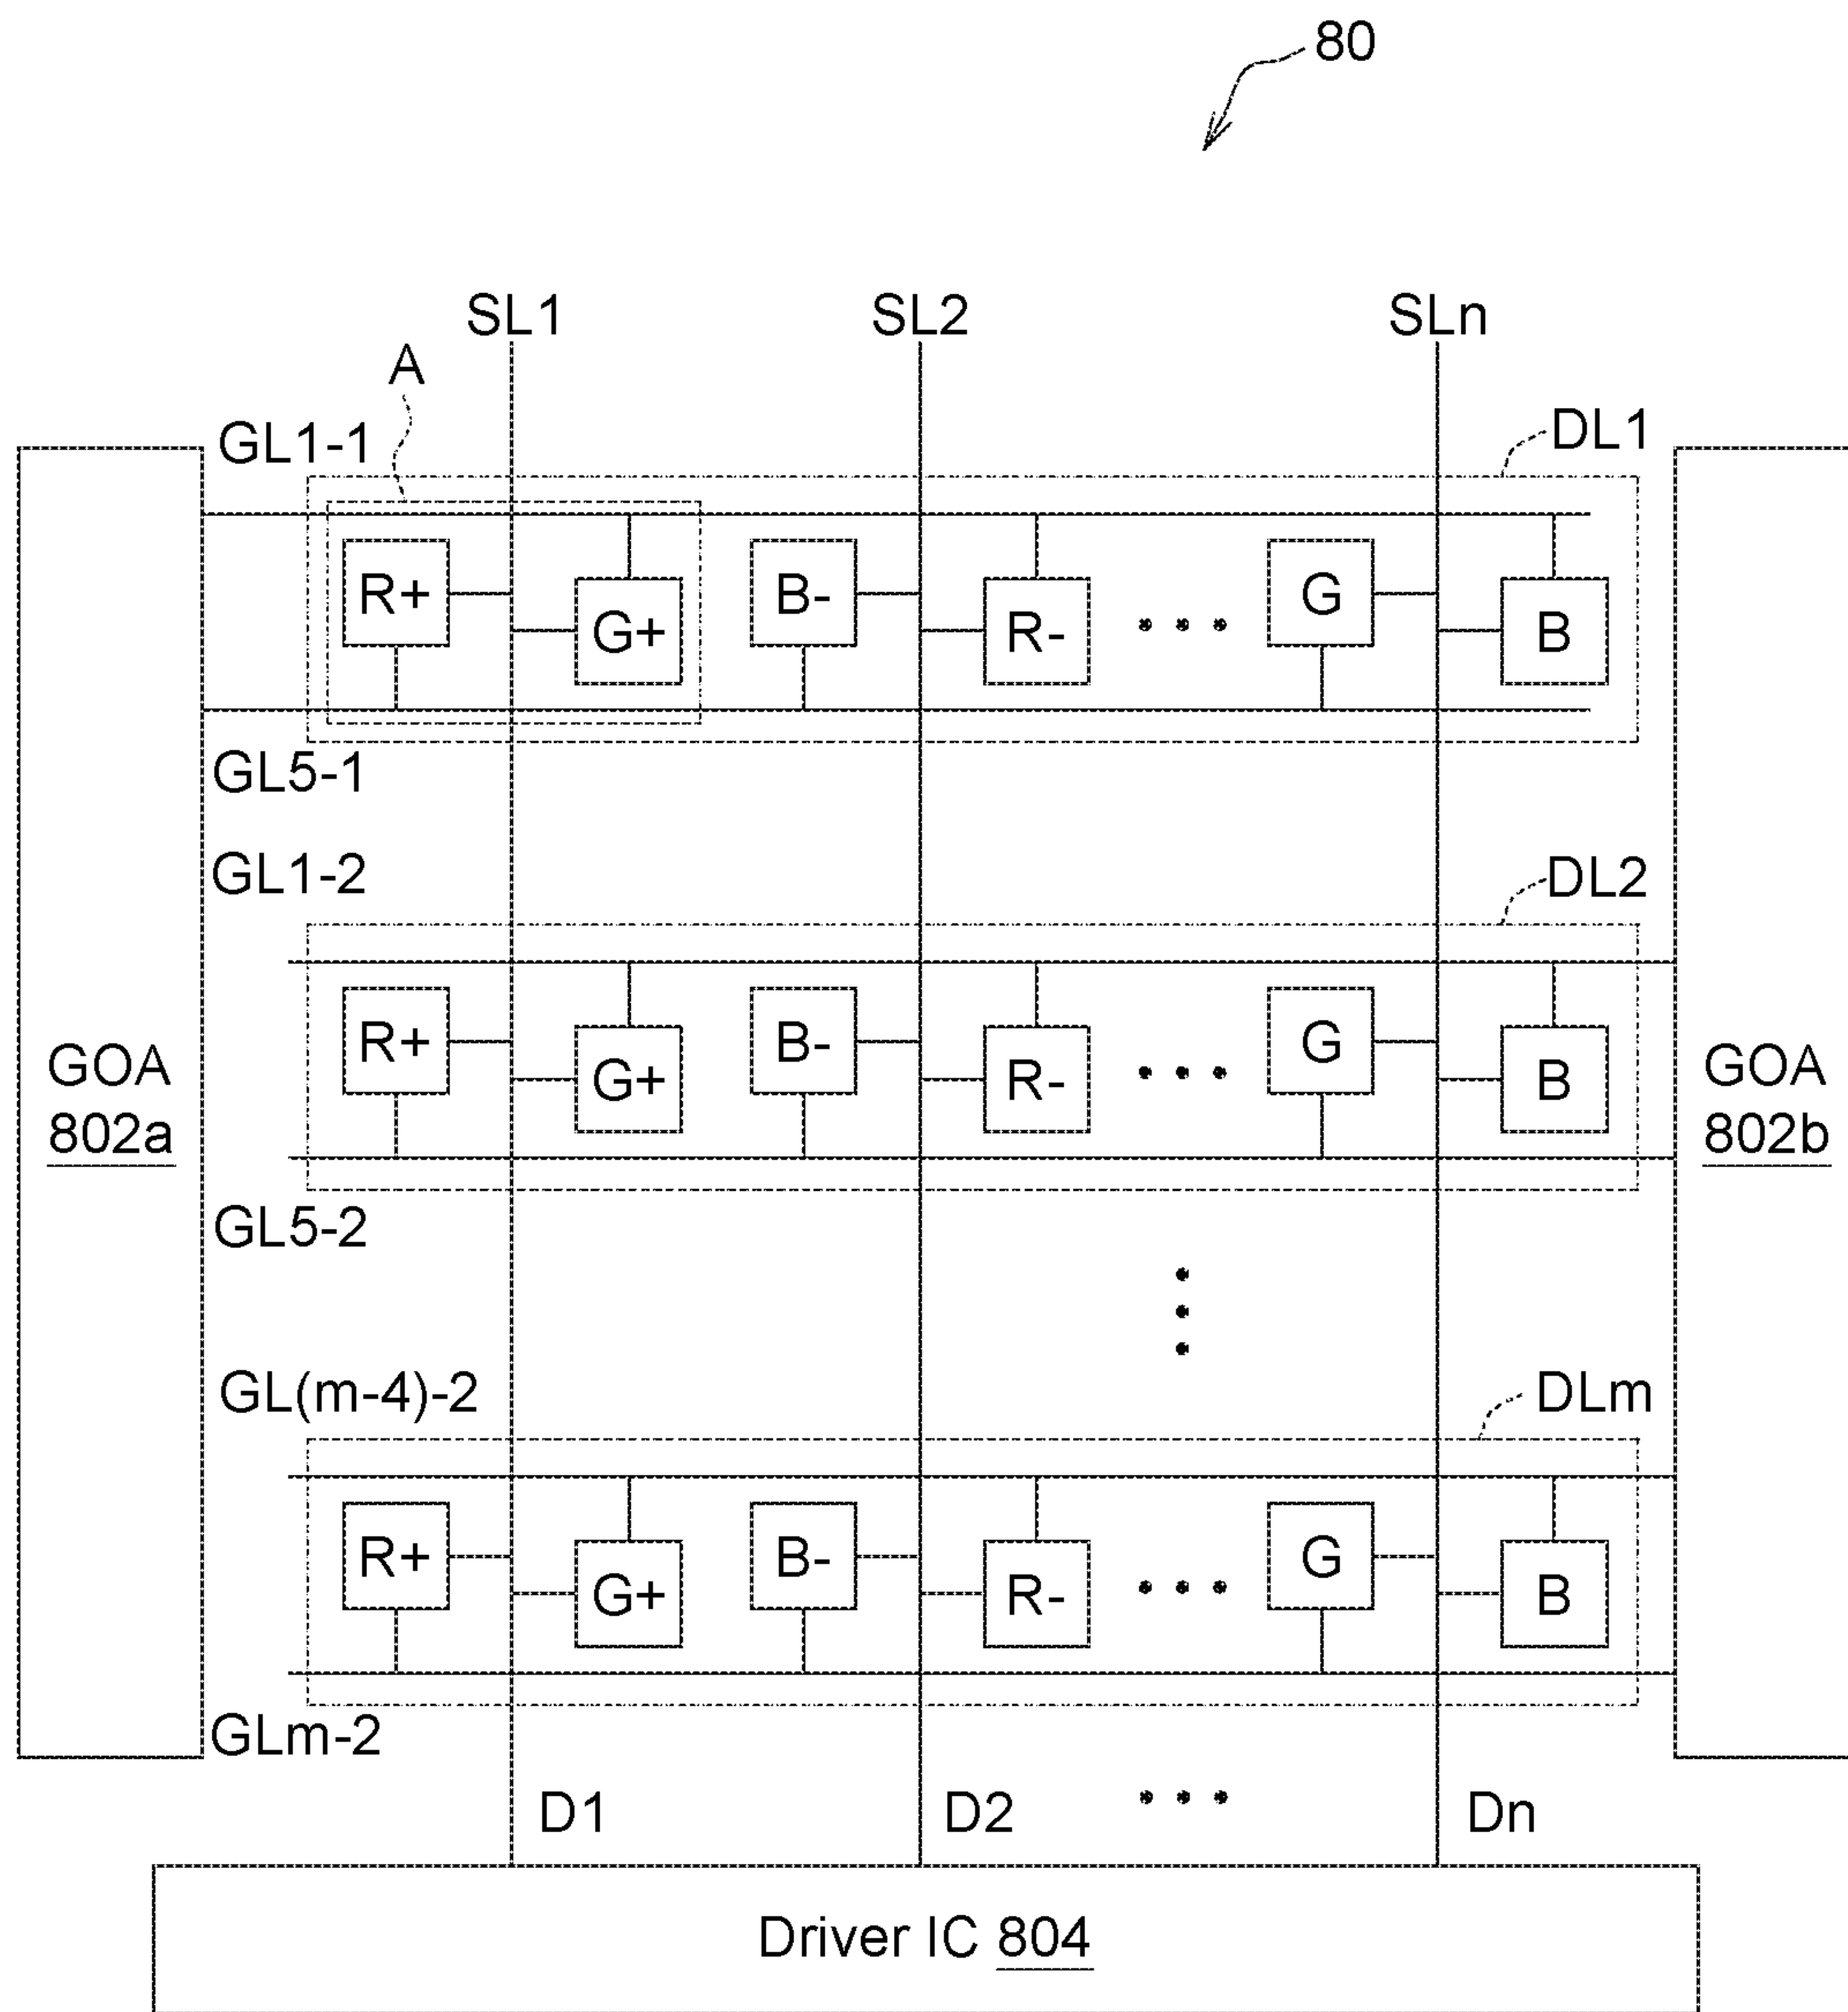 80
SL1 SL2 SLn
A
GL1-1 DL1
R+ B- G
G+ R- B
GL5-1
GL1-2 DL2
R+ B- G
G+ R- B
GOA
802a
GOA
802b
GL5-2
GL(m-4)-2 DLm
R+ B- G
G+ R- B
GLm-2
D1 D2 Dn
Driver IC 804